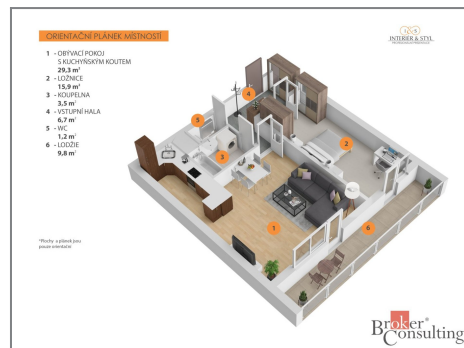 ORIENTAČNÍ PLÁNEK MÍSTNOSTÍ
INTERIER & STYL
1 - OBÝVACÍ POKOJ
S KUCHYŇSKÝM KOUTEM
29,3 m²
2 - LOŽNICE
15,9 m²
3 - KOUPELNA
3,5 m²
4 - VSTUPNÍ HALA
6,7 m²
5 - WC
1,2 m²
6 - LODŽIE
9,8 m²
4
5
3
2
1
6
*Plochy a plánek jsou
pouze orientační
Broker®
Consulting